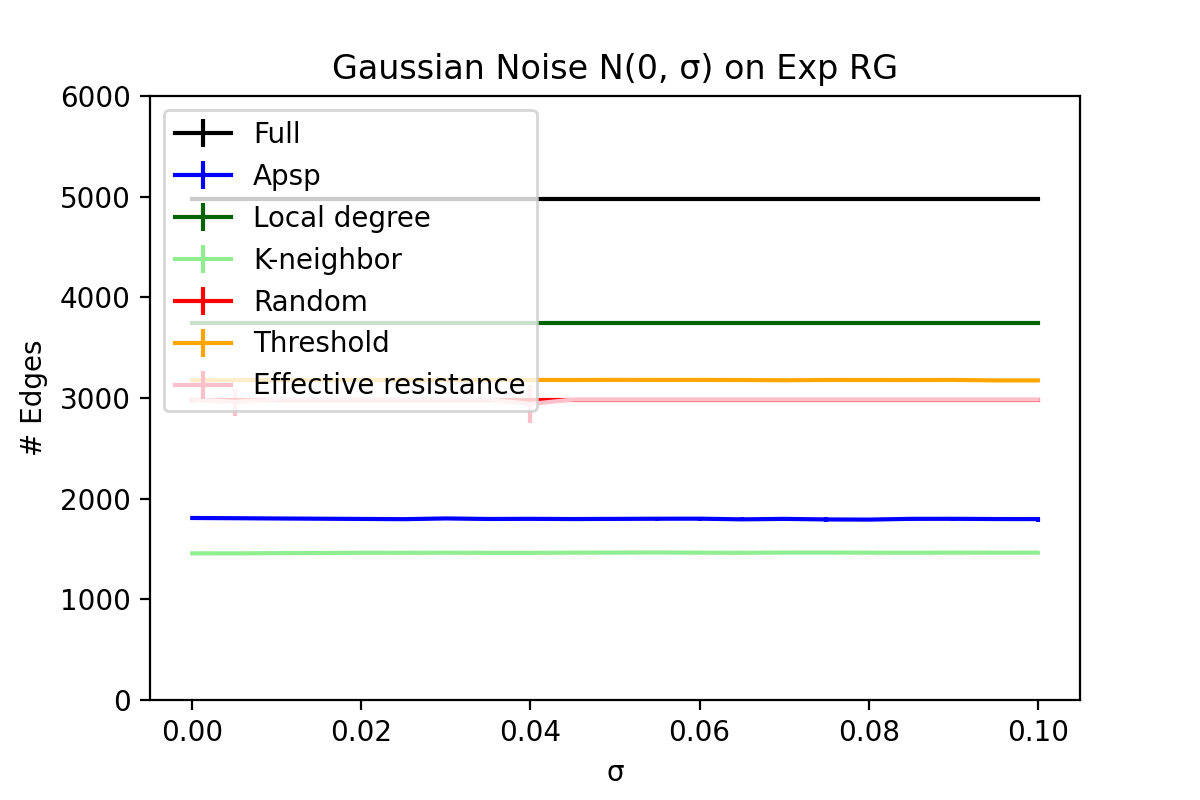 Gaussian Noise N(0, σ) on Exp RG
6000
5000
4000
3000
2000
1000
0
# Edges
Full
Apsp
Local degree
K-neighbor
Random
Threshold
Effective resistance
0.00 0.02 0.04 0.06 0.08 0.10
σ